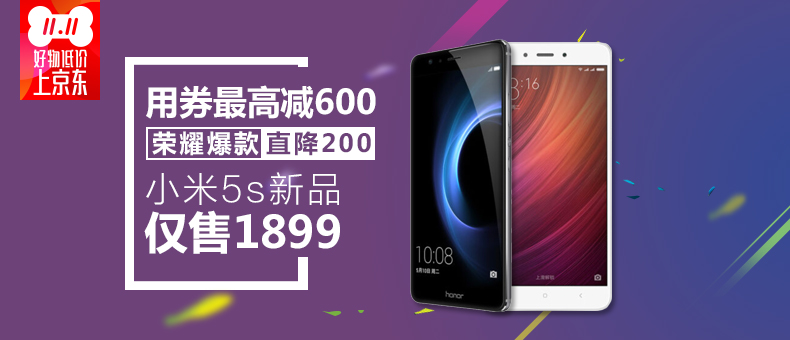 11.11
好物低价
上京东
用券最高减600
荣耀爆款 直降200
小米5s新品
仅售1899
10:08
honor